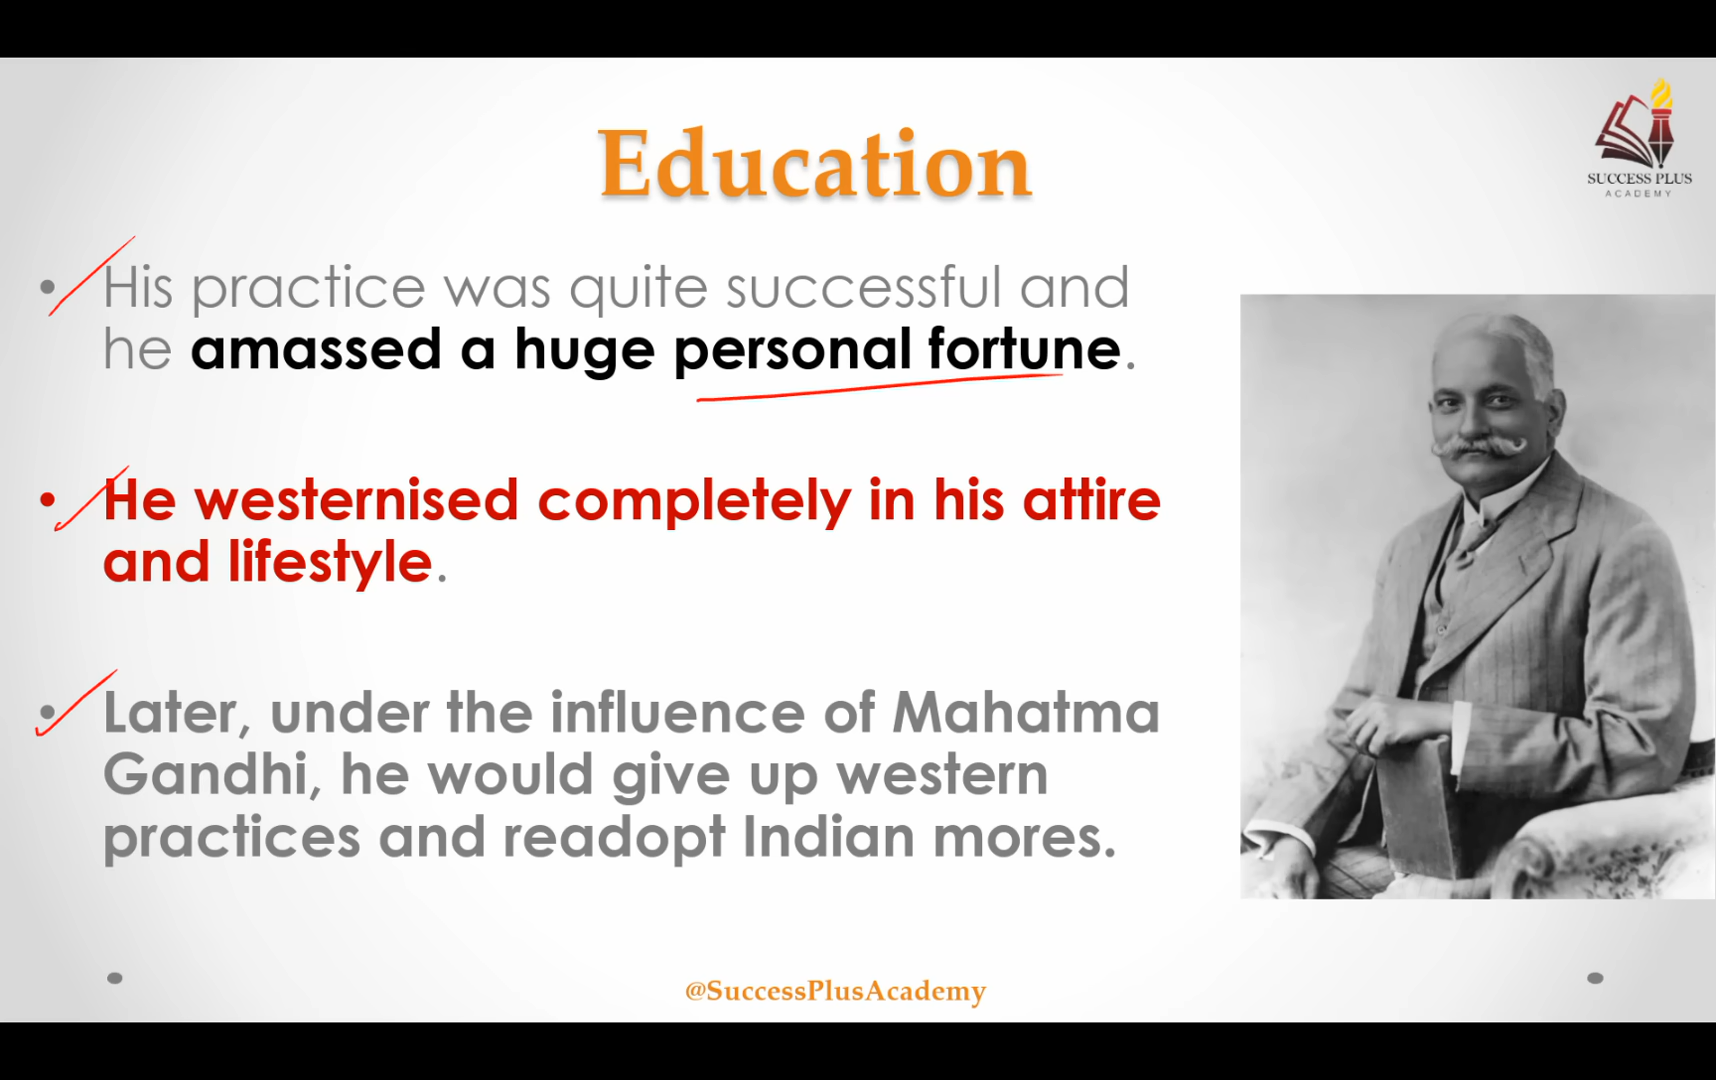 Education
SUCCESS PLUS
ACADEMY
• His practice was quite successful and
he amassed a huge personal fortune.
• He westernised completely in his attire
and lifestyle.
• Later, under the influence of Mahatma
Gandhi, he would give up western
practices and readopt Indian mores.
@SuccessPlusAcademy